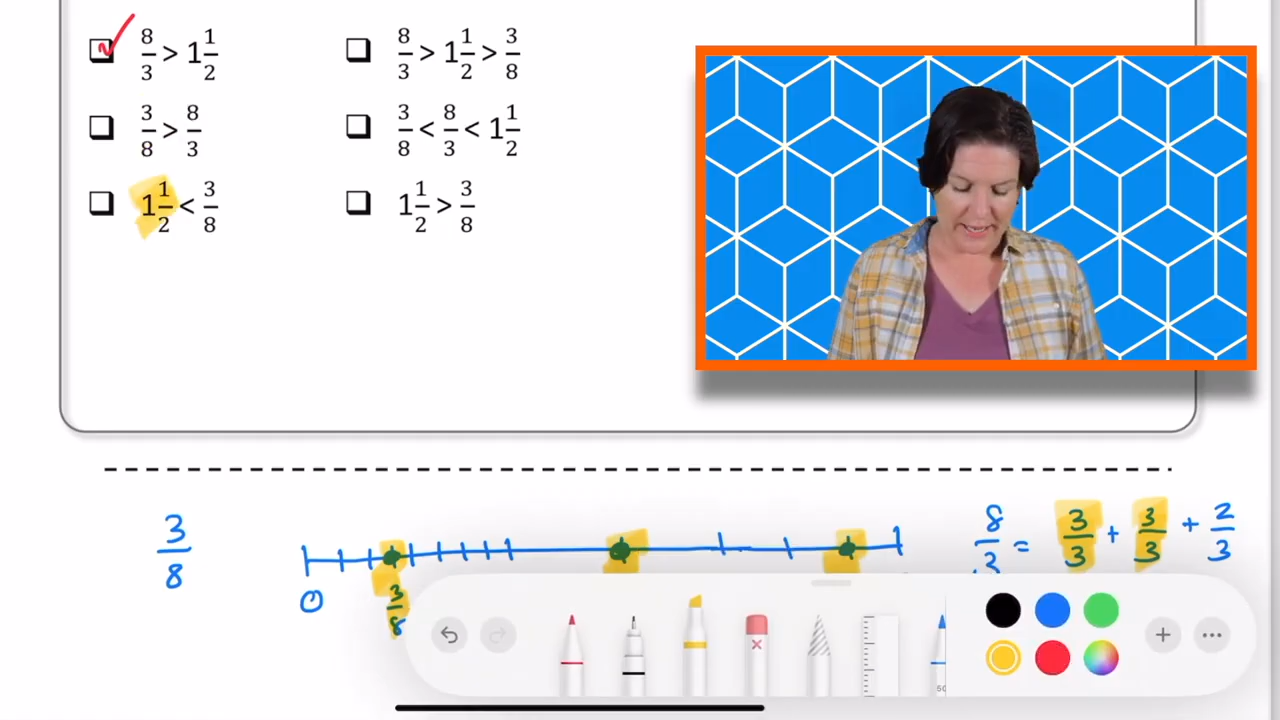 8/3 > 1 1/2
3/8 > 8/3
1 1/2 < 3/8
8/3 > 1 1/2 > 3/8
3/8 < 8/3 < 1 1/2
1 1/2 > 3/8
3/8
0
3/8
8/3 = 3/3 + 3/3 + 2/3
50